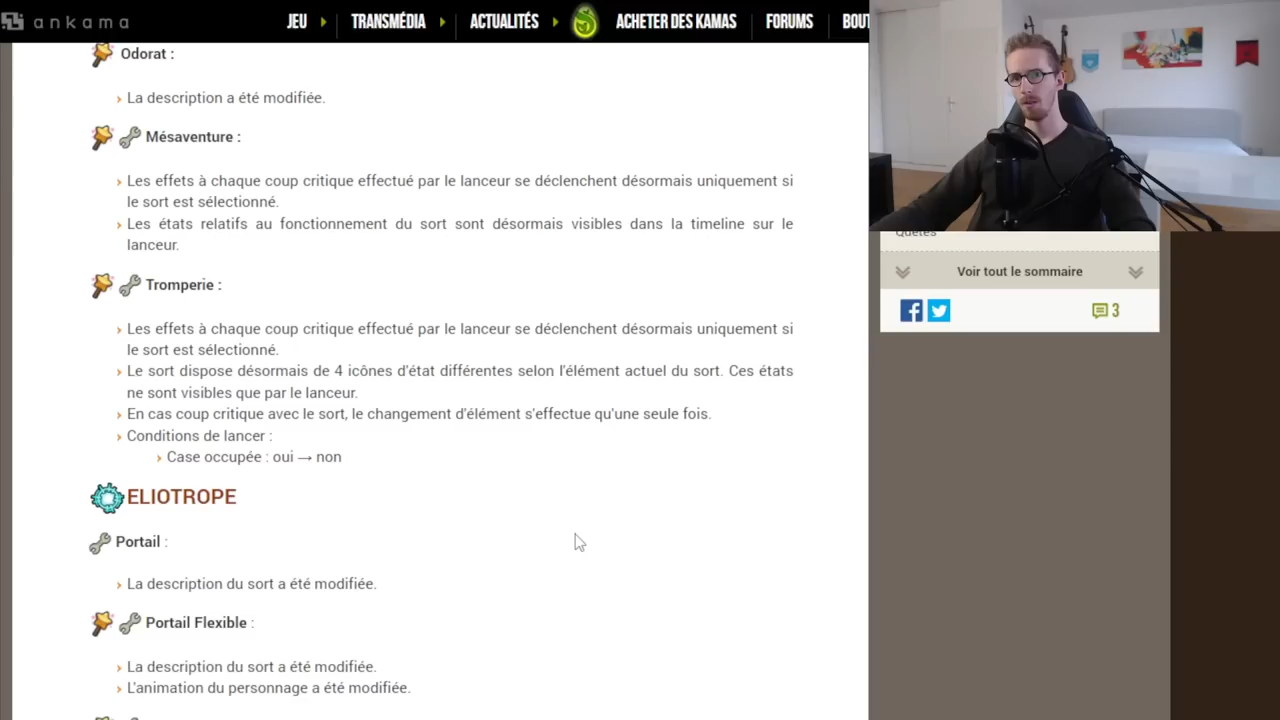 ankama JEU TRANSMÉDIA ACTUALITÉS ACHETER DES KAMAS FORUMS BOUT
Odorat :
› La description a été modifiée.
Mésaventure :
› Les effets à chaque coup critique effectué par le lanceur se déclenchent désormais uniquement si
le sort est sélectionné.
› Les états relatifs au fonctionnement du sort sont désormais visibles dans la timeline sur le
lanceur.
Quêtes
Voir tout le sommaire
3
Tromperie :
› Les effets à chaque coup critique effectué par le lanceur se déclenchent désormais uniquement si
le sort est sélectionné.
› Le sort dispose désormais de 4 icônes d'état différentes selon l'élément actuel du sort. Ces états
ne sont visibles que par le lanceur.
› En cas coup critique avec le sort, le changement d'élément s'effectue qu'une seule fois.
› Conditions de lancer :
› Case occupée : oui → non
ELIOTROPE
Portail :
› La description du sort a été modifiée.
Portail Flexible :
› La description du sort a été modifiée.
› L'animation du personnage a été modifiée.